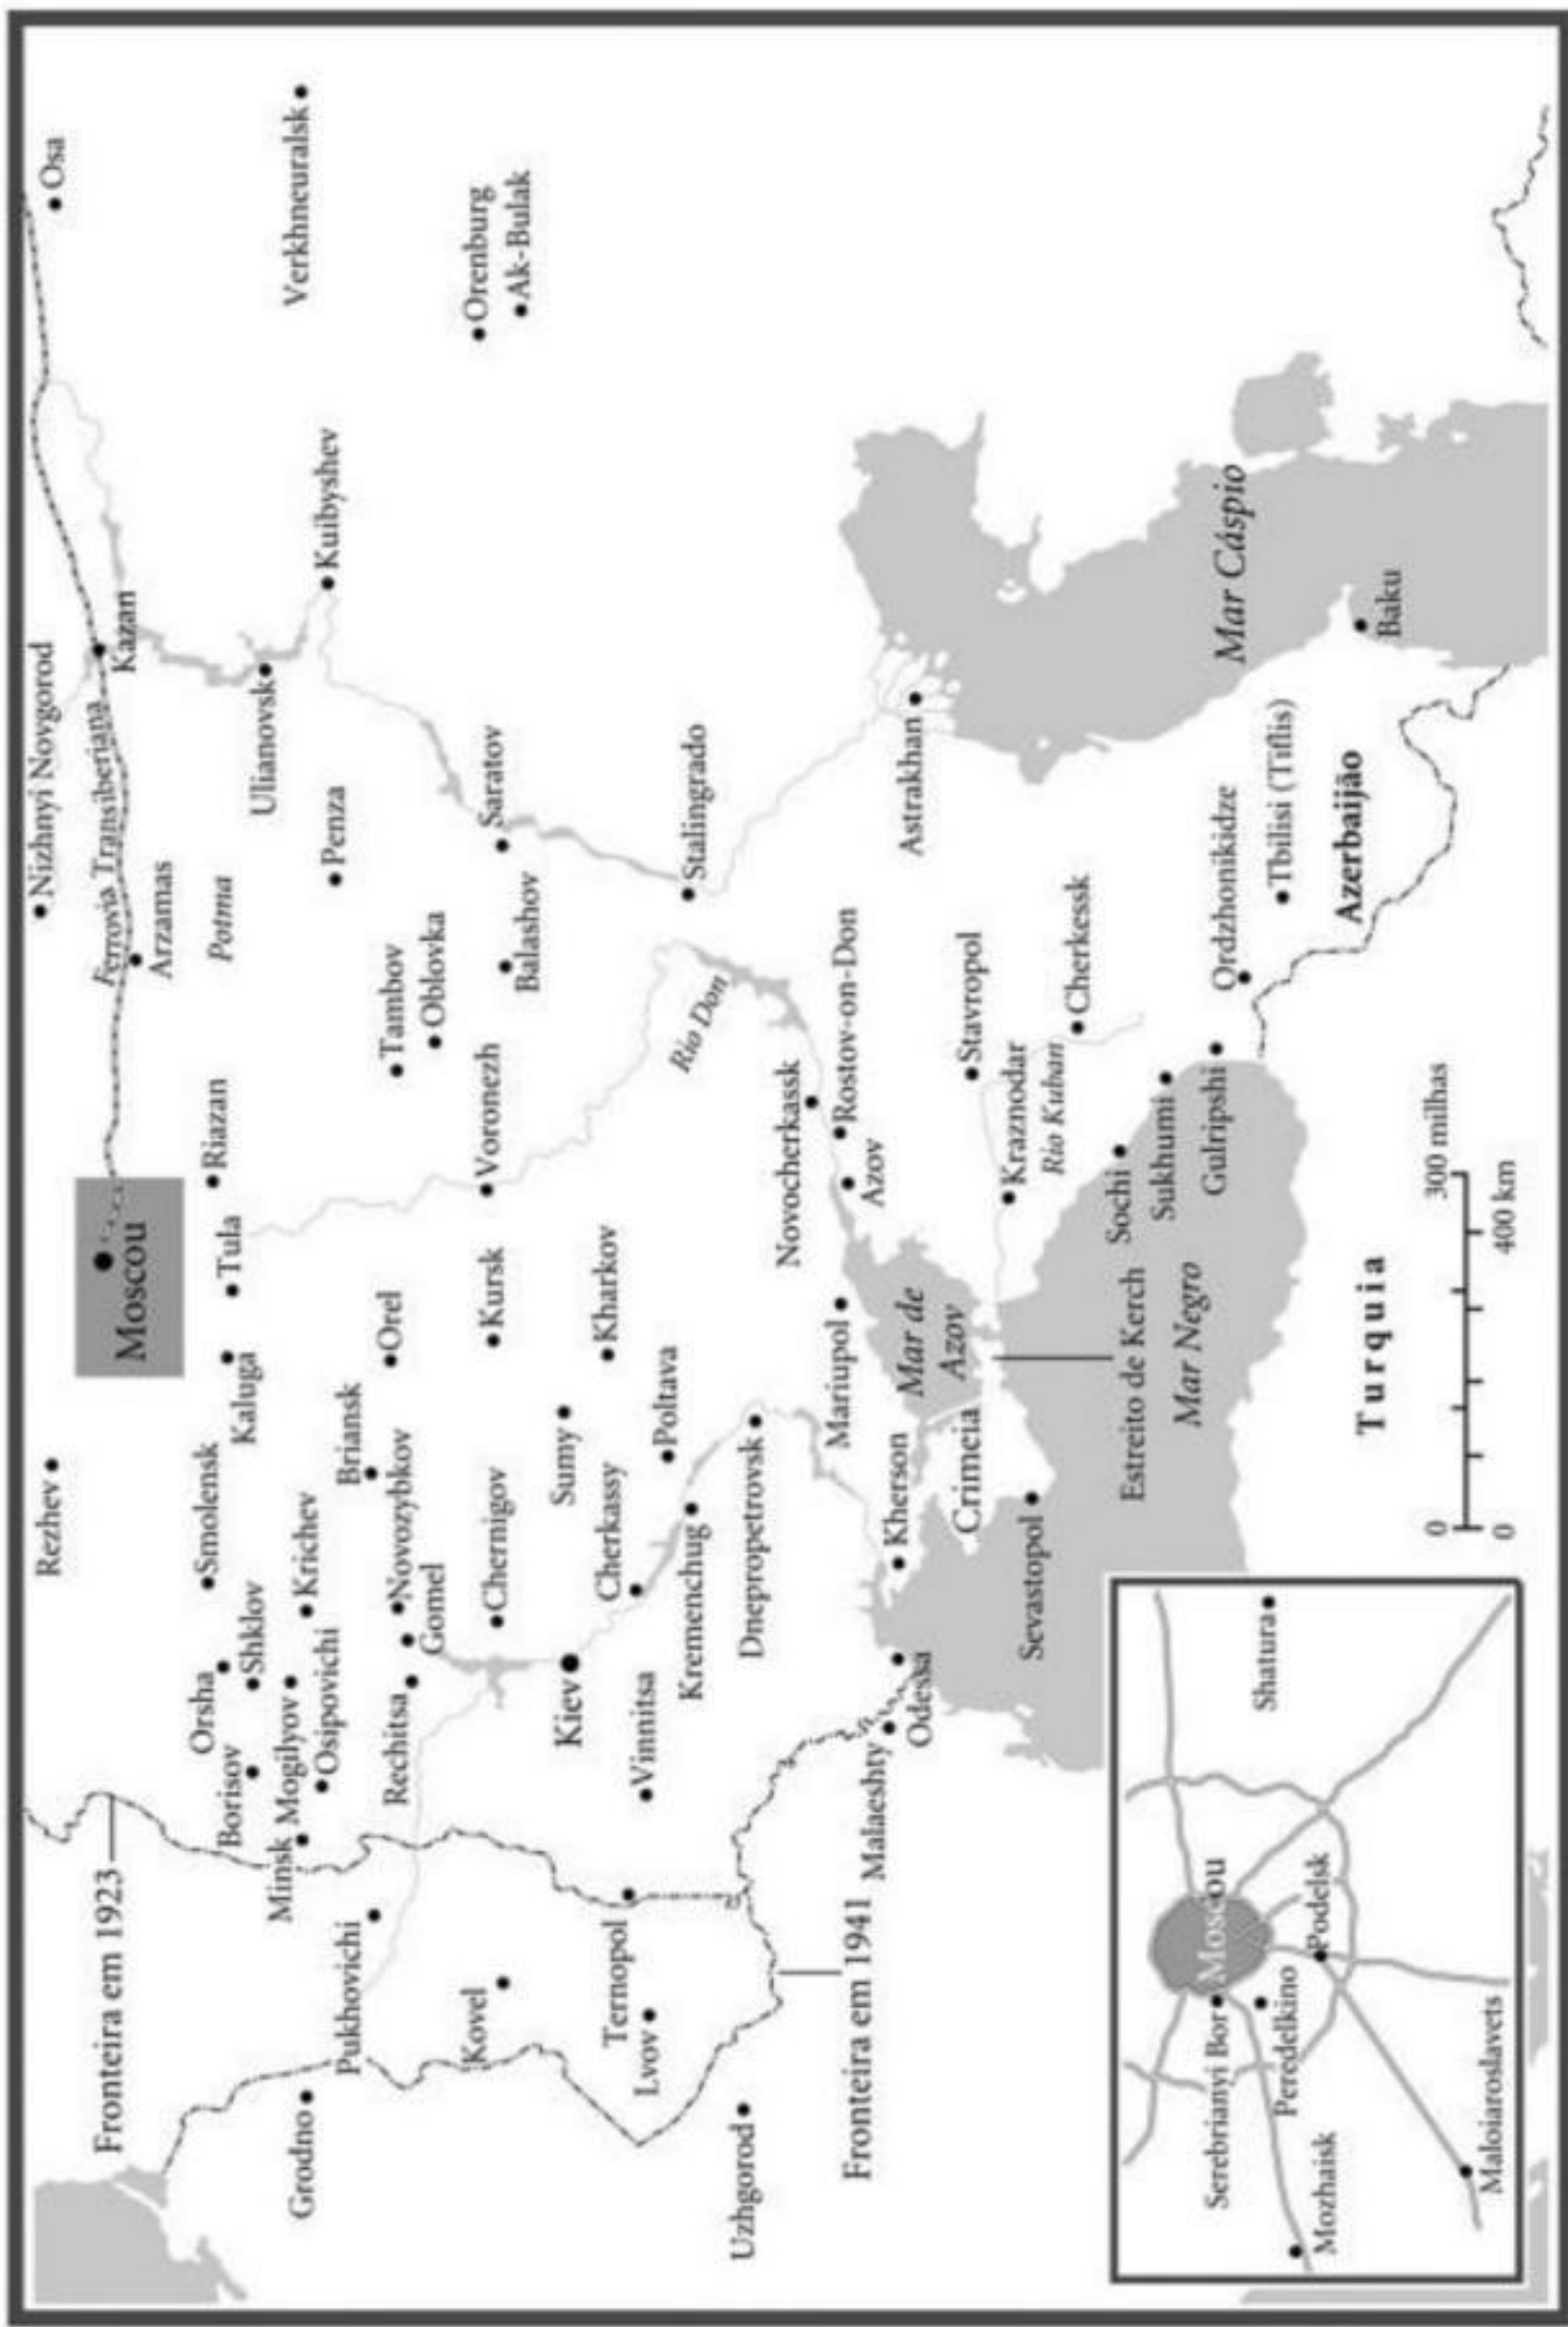 Fronteira em 1923
Rezhev
Moscou
Nizhnyi Novgorod
Osa
Ferrovia Transiberiana
Kazan
Arzamas
Potma
Riazan
Tula
Kaluga
Smolensk
Orsha
Shklov
Borisov
Minsk
Mogilyov
Krichev
Osipovichi
Grodno
Pukhovichi
Ulianovsk
Penza
Kuibyshev
Verkhneuralsk
Briansk
Orel
Novozybkov
Gomel
Rechitsa
Tambov
Oblovka
Orenburg
Ak-Bulak
Kovel
Chernigov
Kursk
Voronezh
Saratov
Balashov
Kiev
Sumy
Kharkov
Cherkassy
Vinnitsa
Ternopol
Lvov
Poltava
Kremenchug
Dnepropetrovsk
Rio Don
Stalingrado
Uzhgorod
Fronteira em 1941
Malaeshty
Odessa
Kherson
Mariupol
Novocherkassk
Rostov-on-Don
Azov
Mar de
Azov
Astrakhan
Crimeia
Sevastopol
Stavropol
Kraznodar
Rio Kuban
Cherkessk
Estreito de Kerch
Sochi
Sukhumi
Gulripshi
Mar Negro
Ordzhonikidze
Tbilisi (Tiflis)
Mar Cáspio
Azerbaijão
Baku
Turquia
0
300 milhas
0
400 km
Serebrianyi Bor
Moscou
Shatura
Peredelkino
Podelsk
Mozhaisk
Maloiaroslavets